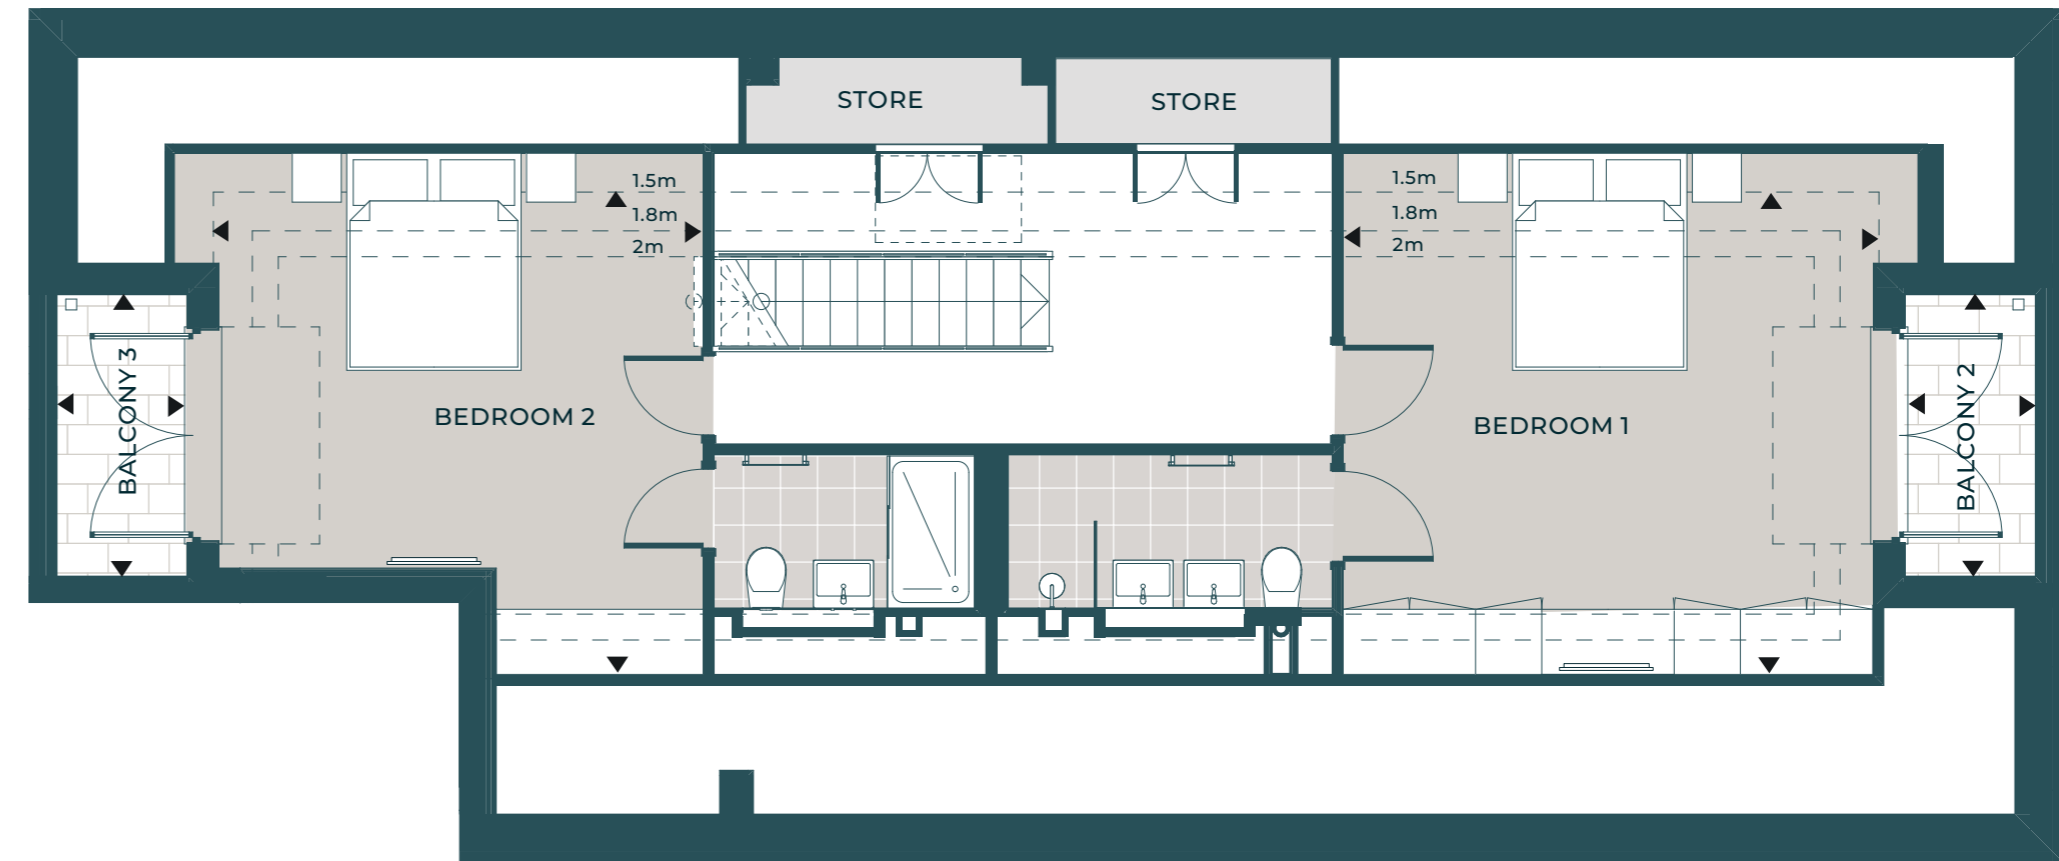 STORE
STORE
1.5m
1.8m
2m
1.5m
1.8m
2m
BALCONY 3
BEDROOM 2
BEDROOM 1
BALCONY 2